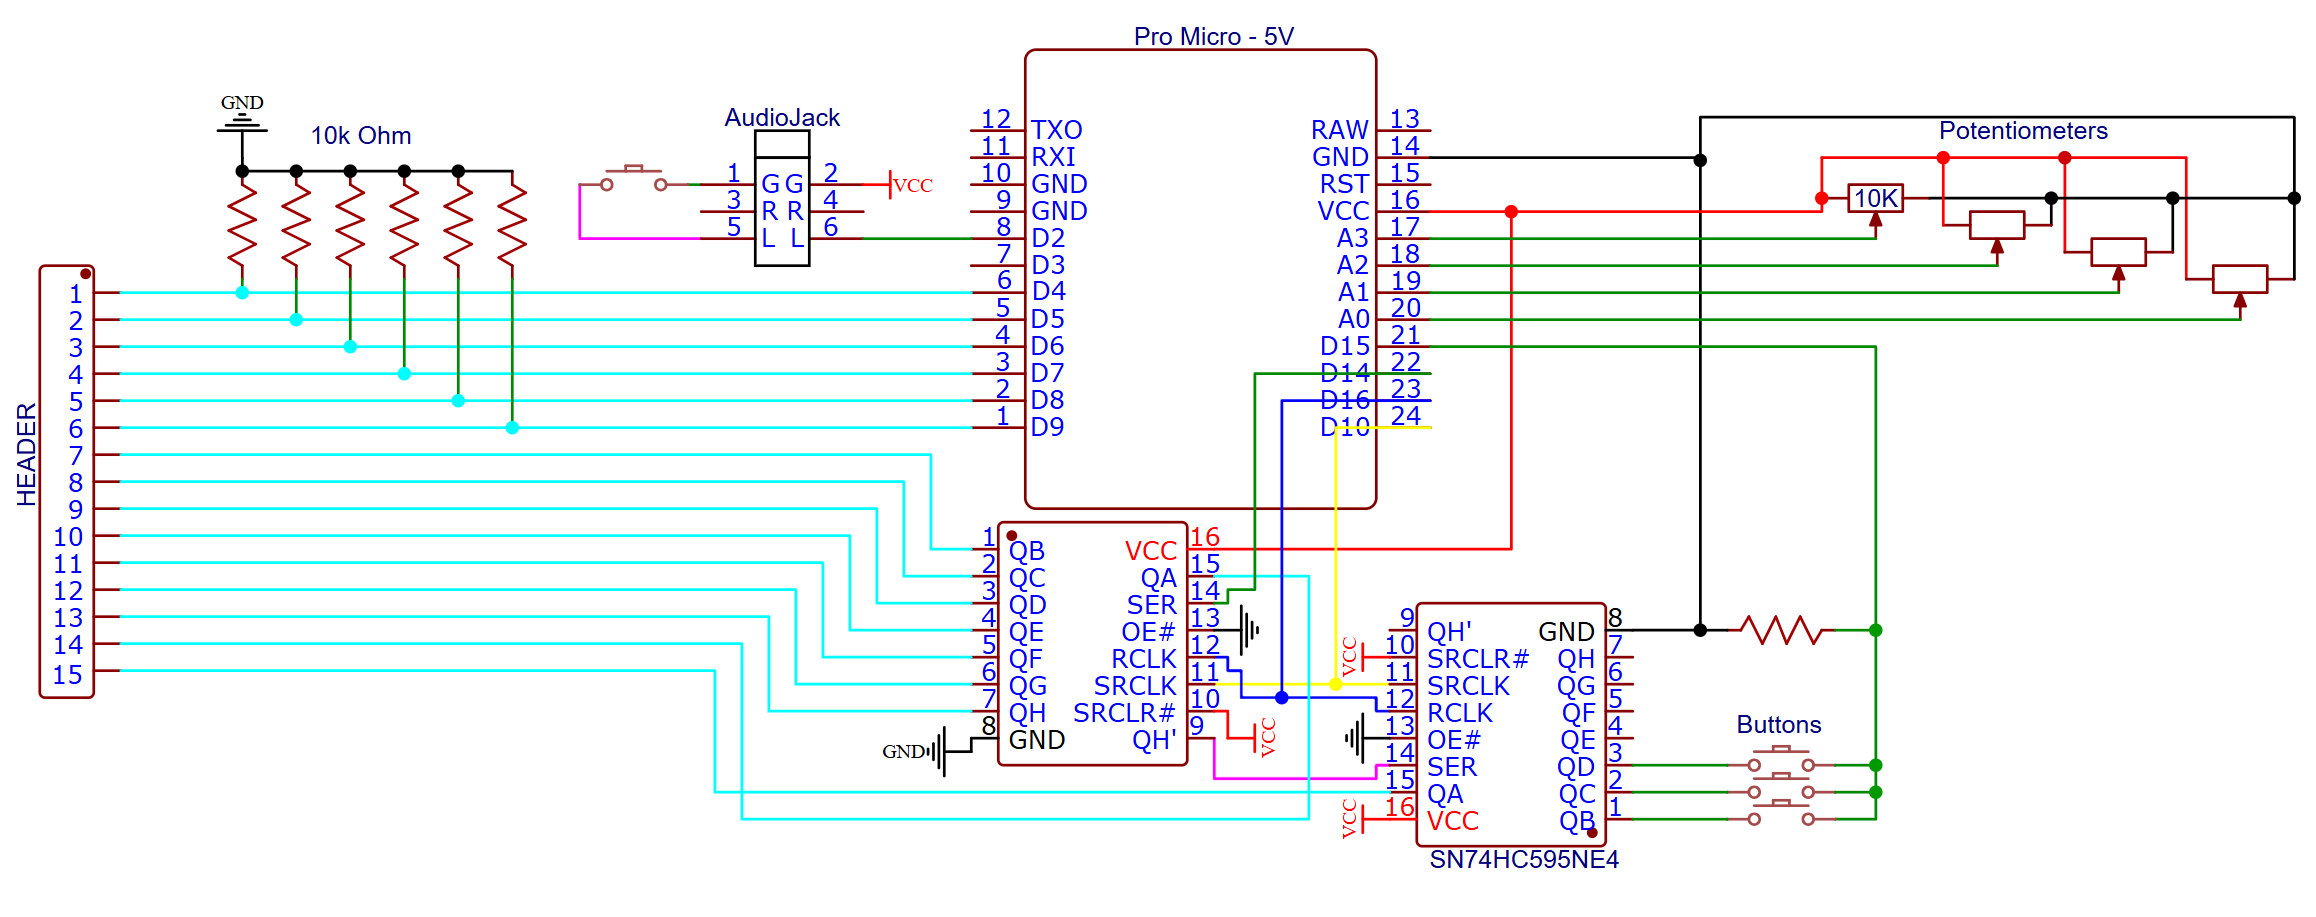 Pro Micro - 5V
GND
10k Ohm
AudioJack
1 G G 2
VCC
3 R R 4
5 L L 6
12 TXO RAW 13
11 RXI GND 14
10 GND RST 15
9 GND VCC 16
8 D2 A3 17
7 D3 A2 18
6 D4 A1 19
5 D5 A0 20
4 D6 D15 21
3 D7 D14 22
2 D8 D16 23
1 D9 D10 24
Potentiometers
10K
HEADER
1
2
3
4
5
6
7
8
9
10
11
12
13
14
15
1 QB VCC 16
2 QC QA 15
3 QD SER 14
4 QE OE# 13
5 QF RCLK 12
6 QG SRCLK 11
7 QH SRCLR# 10
8 GND QH' 9
GND
VCC
VCC
VCC
9 QH' GND 8
10 SRCLR# QH 7
11 SRCLK QG 6
12 RCLK QF 5
13 OE# QE 4
14 SER QD 3
15 QA QC 2
16 VCC QB 1
SN74HC595NE4
Buttons